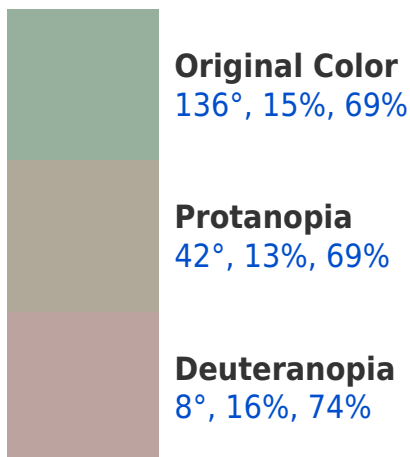 Original Color
136°, 15%, 69%
Protanopia
42°, 13%, 69%
Deuteranopia
8°, 16%, 74%